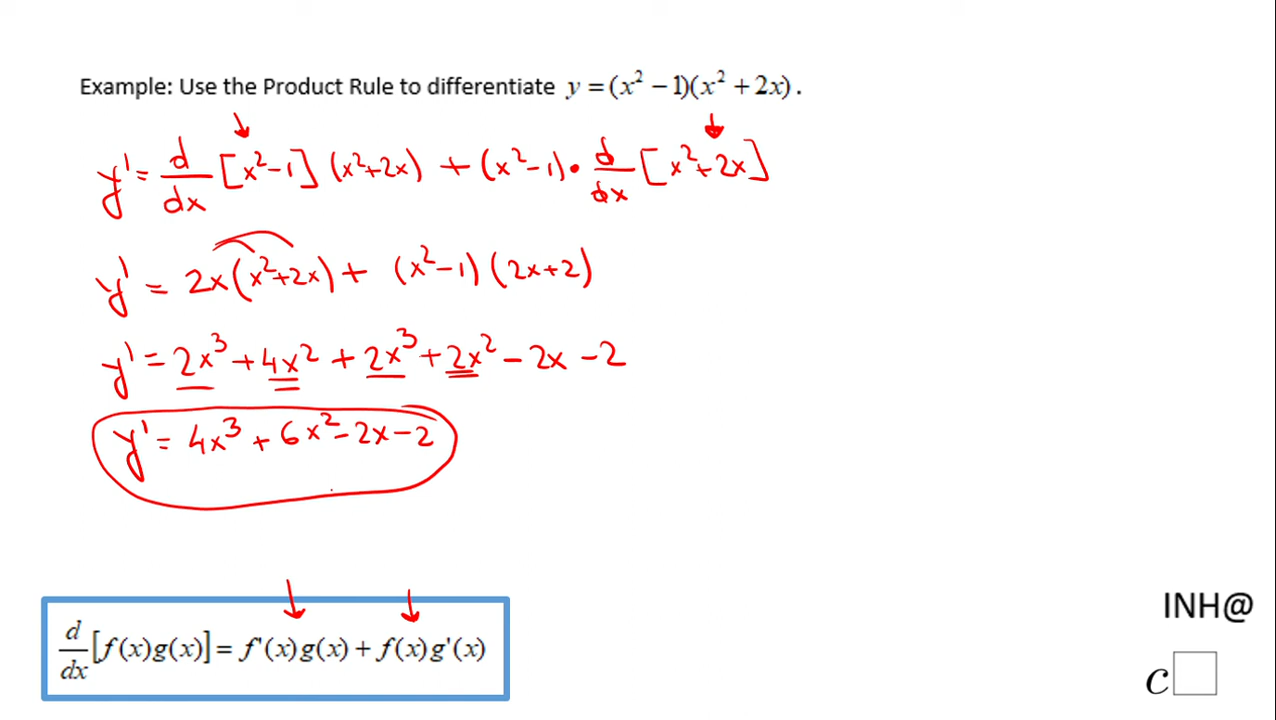 Example: Use the Product Rule to differentiate y = (x² − 1)(x² + 2x).
y' = d/dx [x²-1] (x²+2x) + (x²-1) • d/dx [x²+2x]
y' = 2x(x²+2x) + (x²-1)(2x+2)
y' = 2x³ + 4x² + 2x³ + 2x² - 2x - 2
y' = 4x³ + 6x² - 2x - 2
d/dx [f(x)g(x)] = f'(x)g(x) + f(x)g'(x)
INH@
c